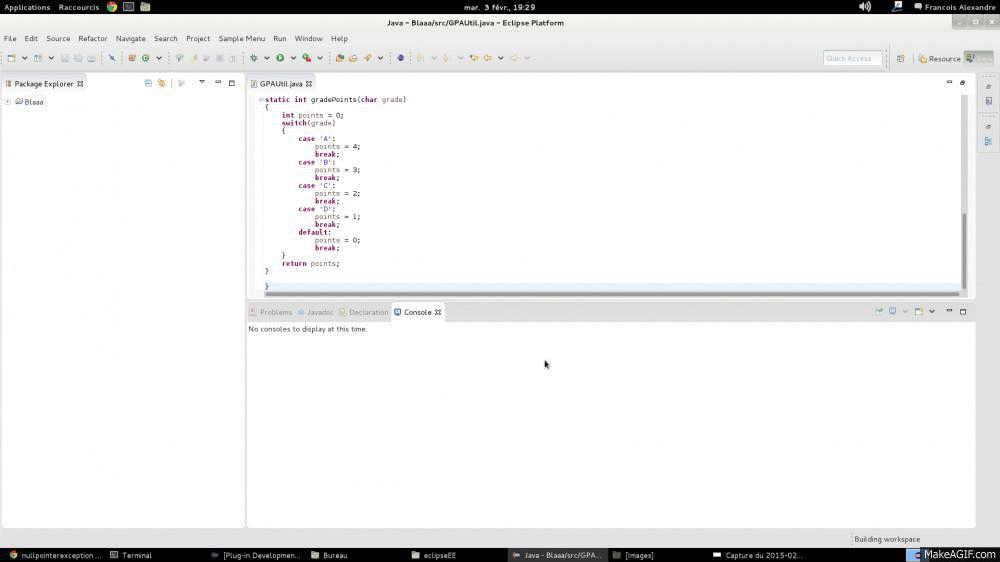 Applications Raccourcis mar. 3 févr., 19:29 Francois Alexandre
Java - Blaaa/src/GPAUtil.java - Eclipse Platform
File Edit Source Refactor Navigate Search Project Sample Menu Run Window Help
Quick Access Resource
Package Explorer GPAUtil.java
Blaaa
static int gradePoints(char grade)
{
int points = 0;
switch(grade)
{
case 'A':
points = 4;
break;
case 'B':
points = 3;
break;
case 'C':
points = 2;
break;
case 'D':
points = 1;
break;
default:
points = 0;
break;
}
return points;
}
}
Problems Javadoc Declaration Console
No consoles to display at this time.
Building workspace
nullpointerexception ... Terminal [Plug-in Developmen... Bureau eclipseEE Java - Blaaa/src/GPA... [Images] Capture du 2015-02...
MakeAGIF.com